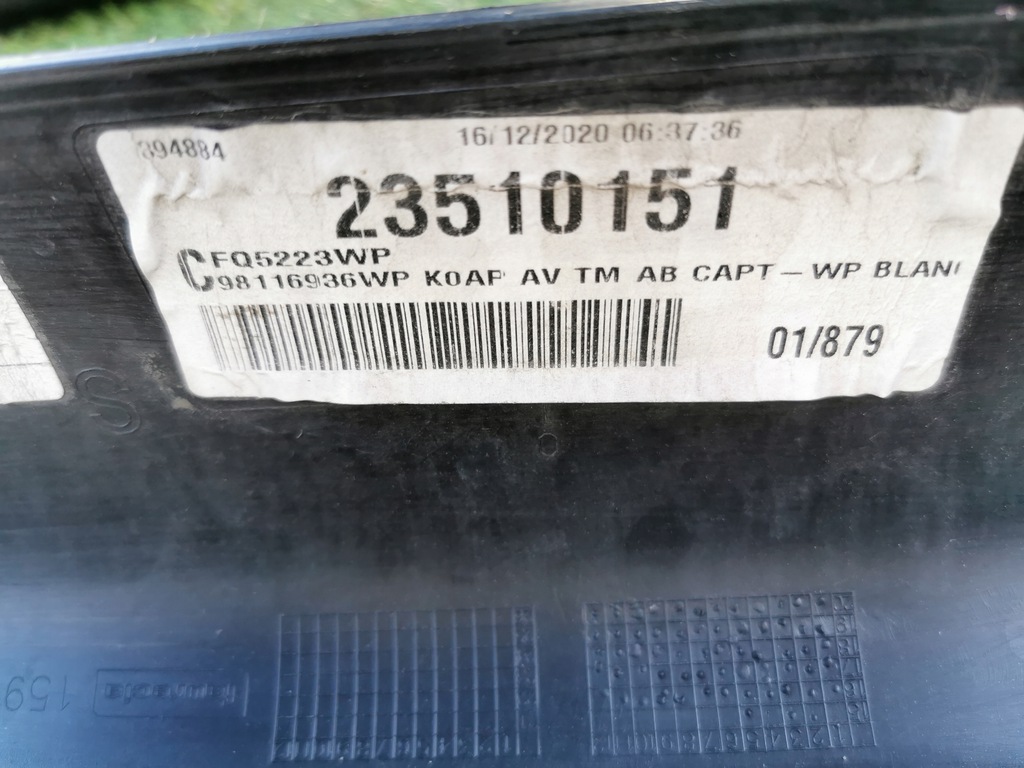 394884
16/12/2020 06:37:36
23510151
CFQ5223WP
98116936WP K0AP AV TM AB CAPT-WP BLAN
01/879
S
159